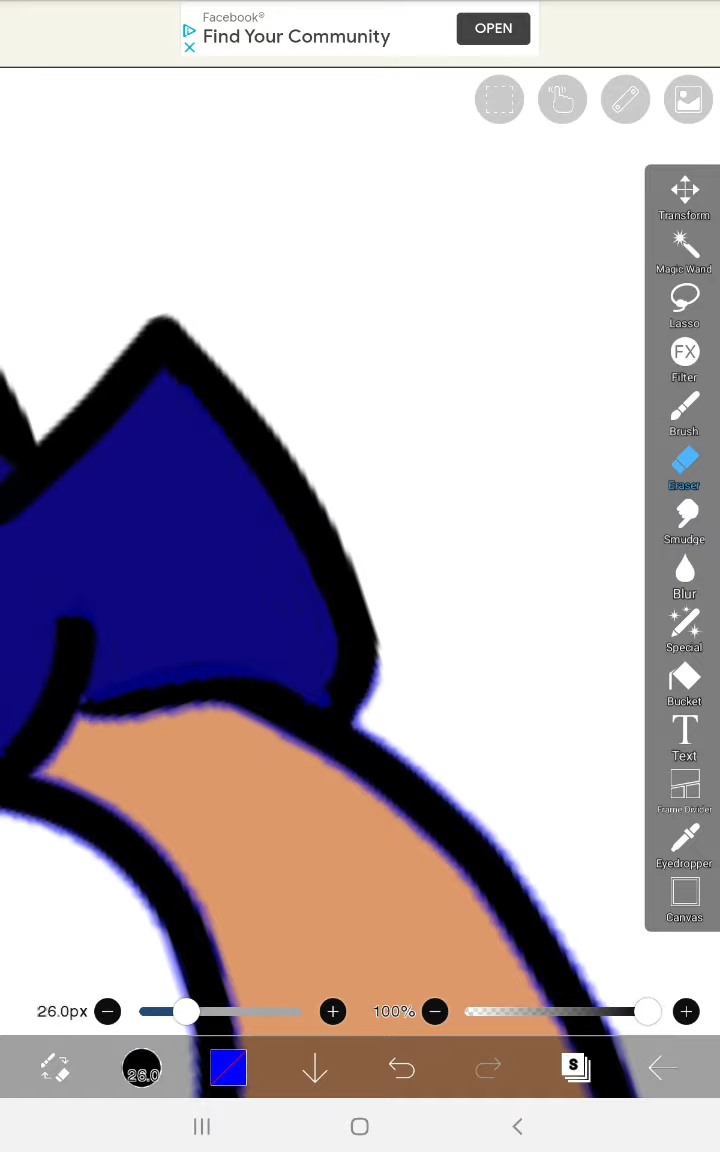 Facebook®
Find Your Community
OPEN
Transform
Magic Wand
Lasso
FX
Filter
Brush
Eraser
Smudge
Blur
Special
Bucket
T
Text
Frame Divider
Eyedropper
Canvas
26.0px
100%
26.0
S